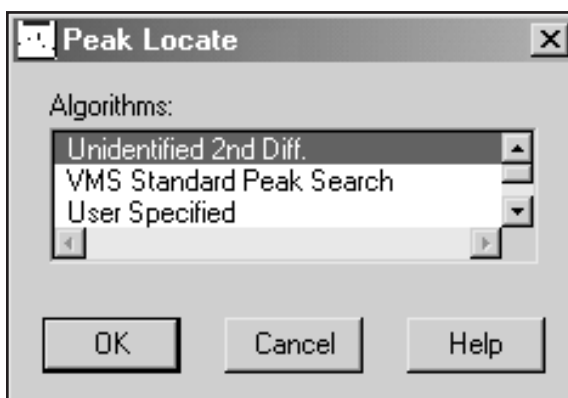 Peak Locate
Algorithms:
Unidentified 2nd Diff.
VMS Standard Peak Search
User Specified
OK Cancel Help